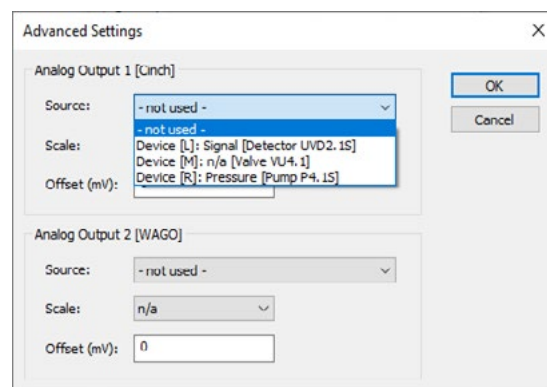 Advanced Settings
Analog Output 1 [Cinch]
OK
Source: - not used -
Cancel
- not used -
Scale: Device [L]: Signal [Detector UVD2.1S]
Device [M]: n/a [Valve VU4.1]
Offset (mV): Device [R]: Pressure [Pump P4.1S]
Analog Output 2 [WAGO]
Source: - not used -
Scale: n/a
Offset (mV): 0